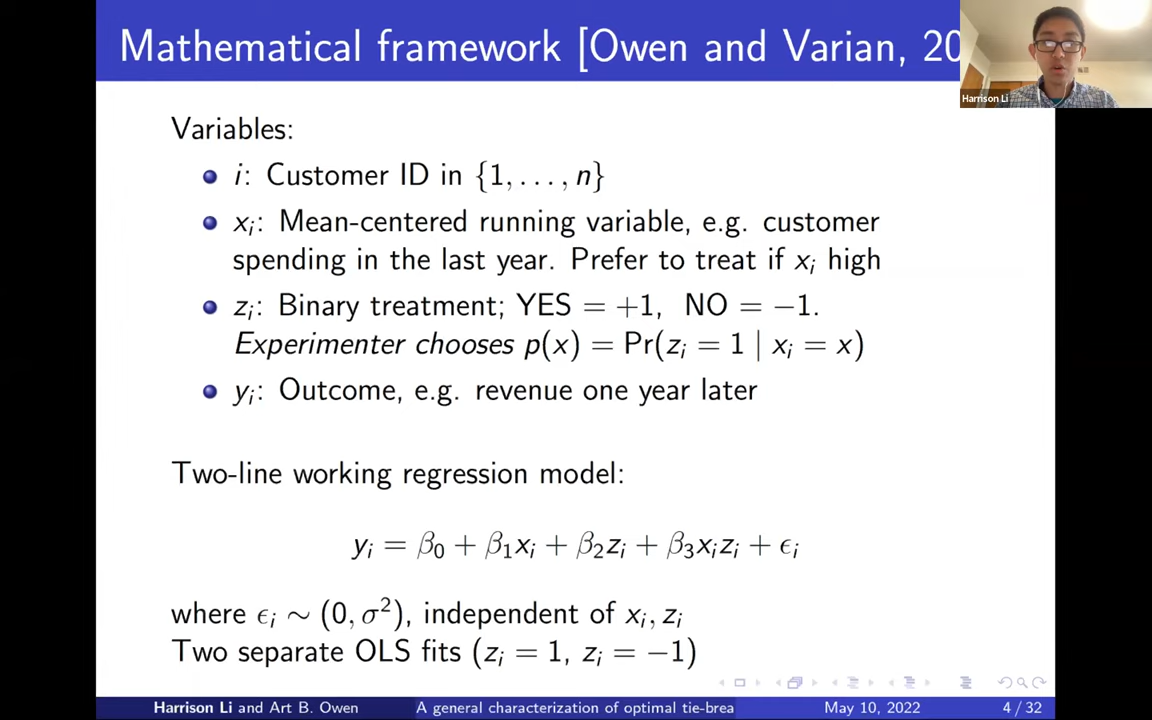 Mathematical framework [Owen and Varian, 20
Harrison Li
Variables:
i: Customer ID in {1, . . . , n}
xᵢ: Mean-centered running variable, e.g. customer
spending in the last year. Prefer to treat if xᵢ high
zᵢ: Binary treatment; YES = +1, NO = −1.
Experimenter chooses p(x) = Pr(zᵢ = 1 | xᵢ = x)
yᵢ: Outcome, e.g. revenue one year later
Two-line working regression model:
yᵢ = β₀ + β₁xᵢ + β₂zᵢ + β₃xᵢzᵢ + ϵᵢ
where ϵᵢ ∼ (0, σ²), independent of xᵢ, zᵢ
Two separate OLS fits (zᵢ = 1, zᵢ = −1)
Harrison Li and Art B. Owen A general characterization of optimal tie-brea May 10, 2022 4 / 32